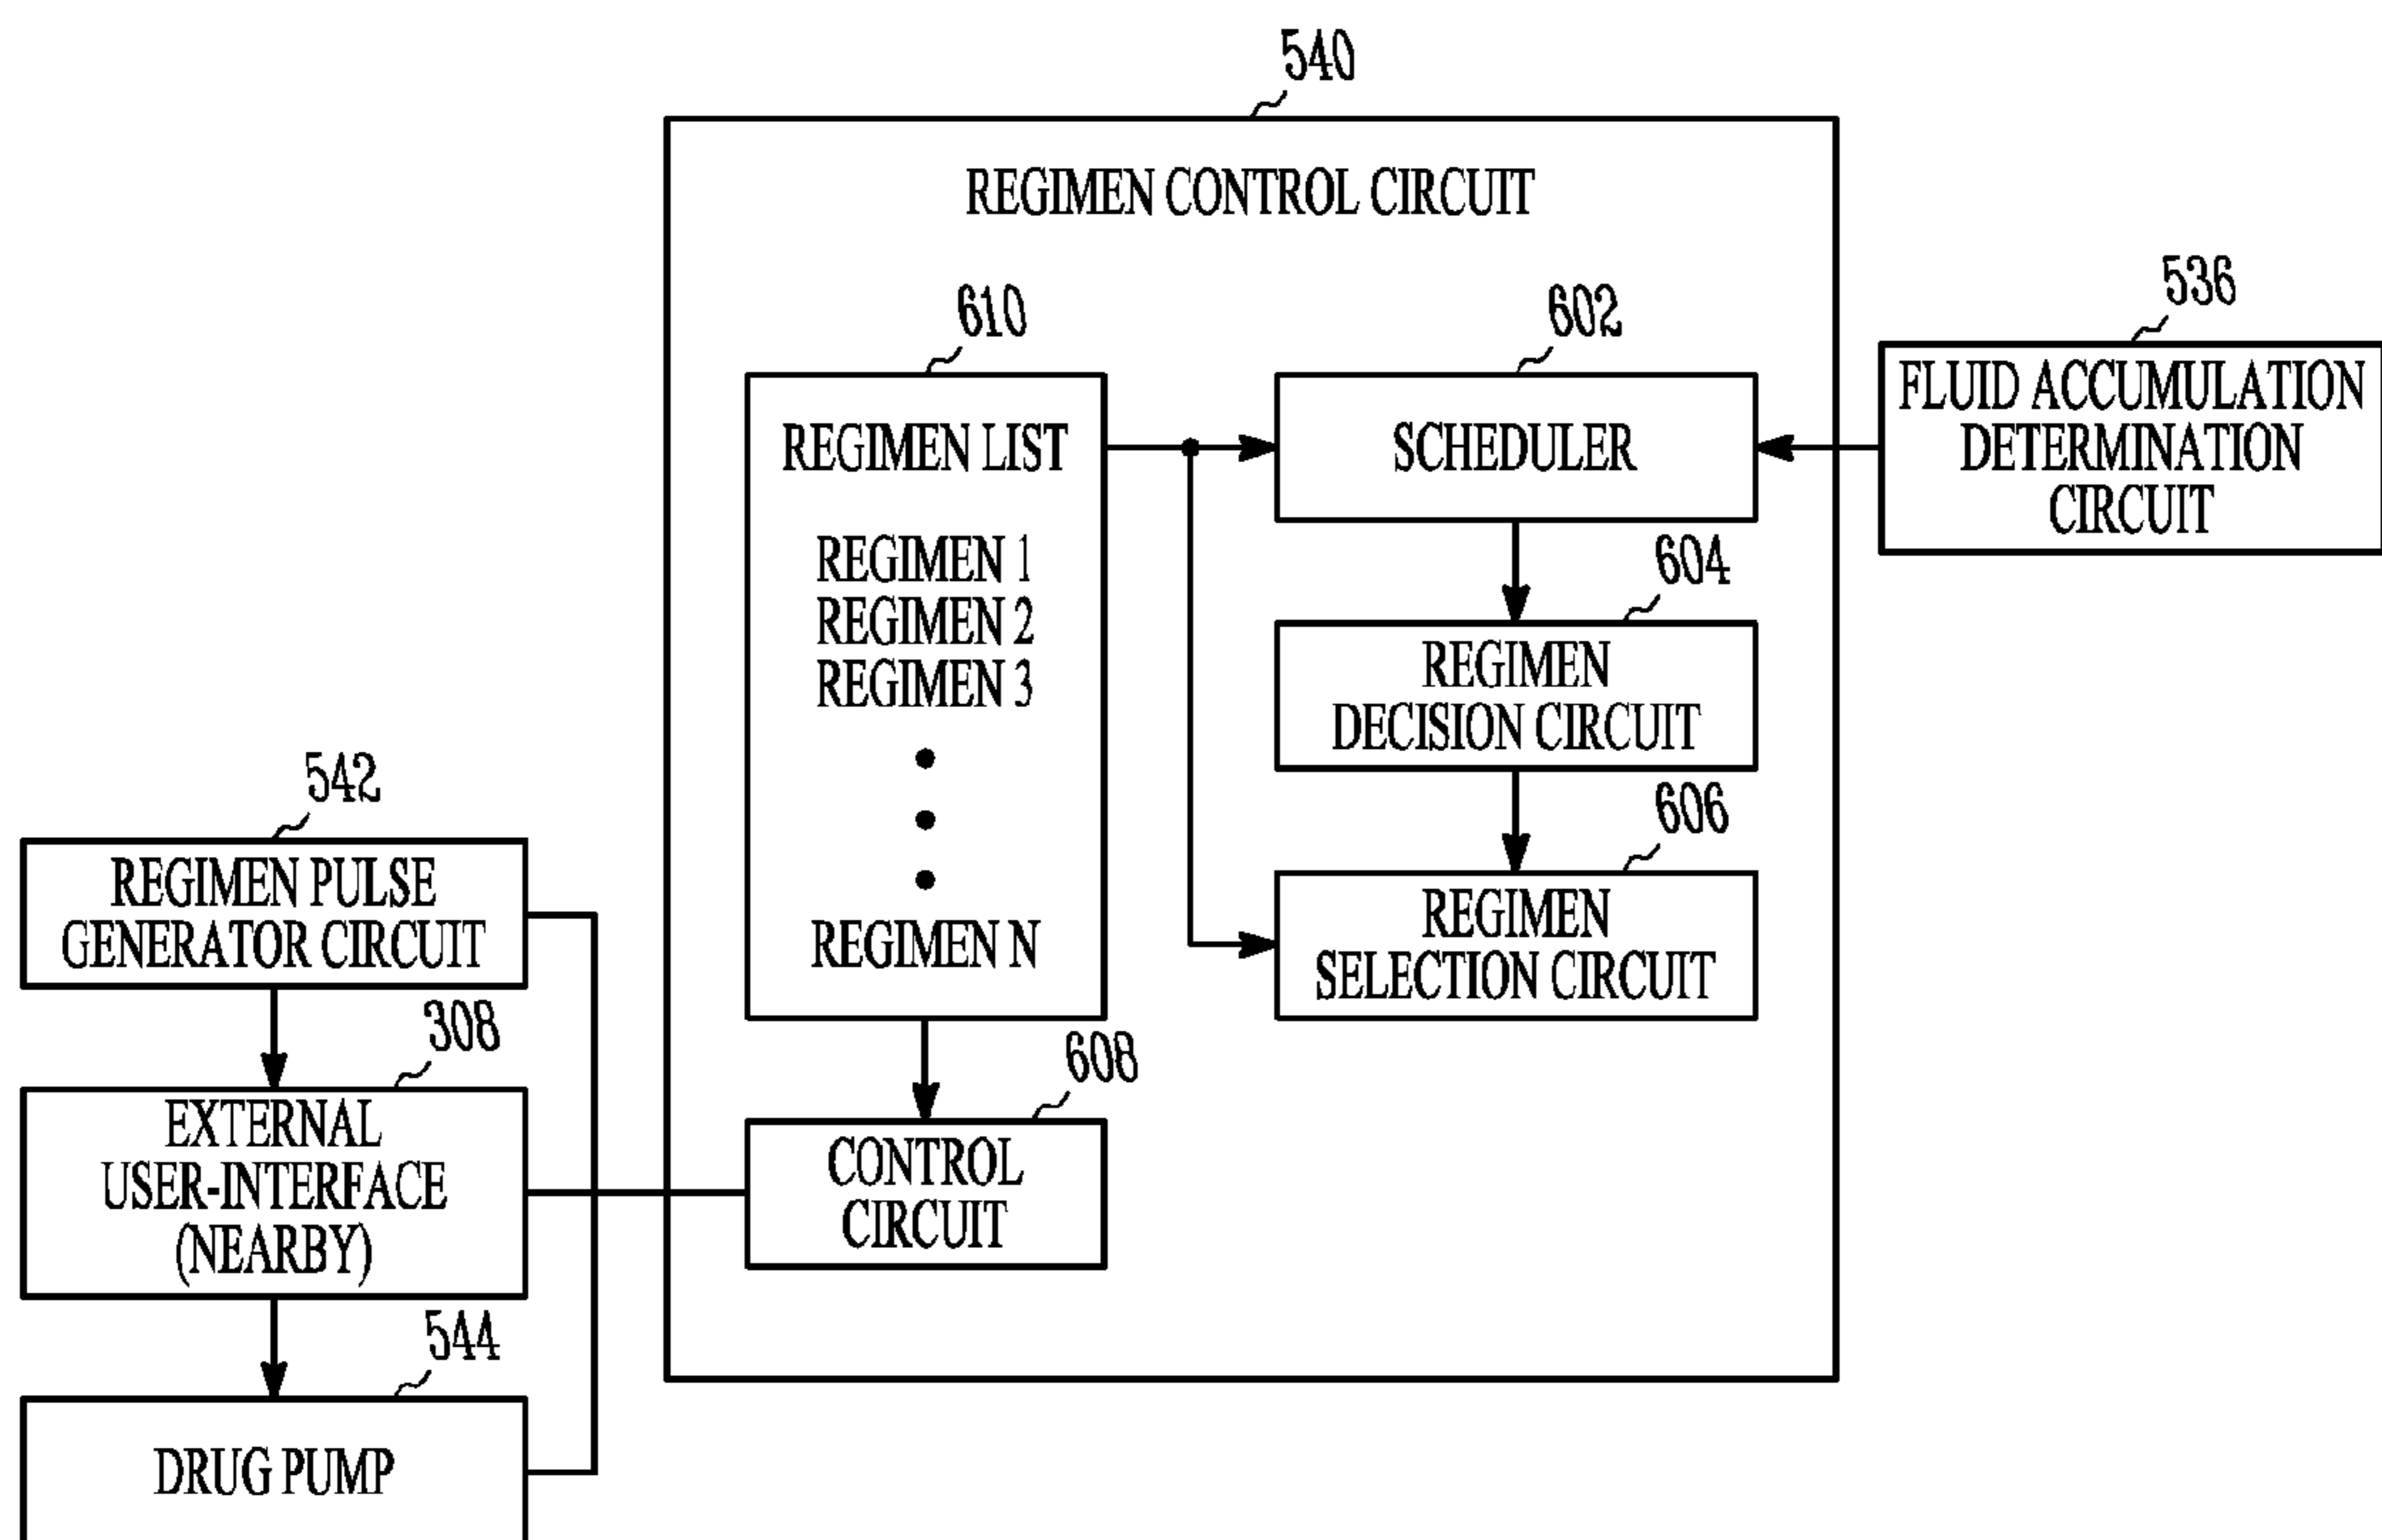 540
REGIMEN CONTROL CIRCUIT
610
REGIMEN LIST
REGIMEN 1
REGIMEN 2
REGIMEN 3
REGIMEN N
602
SCHEDULER
536
FLUID ACCUMULATION
DETERMINATION
CIRCUIT
604
REGIMEN
DECISION CIRCUIT
606
REGIMEN
SELECTION CIRCUIT
542
REGIMEN PULSE
GENERATOR CIRCUIT
308
EXTERNAL
USER-INTERFACE
(NEARBY)
608
CONTROL
CIRCUIT
544
DRUG PUMP